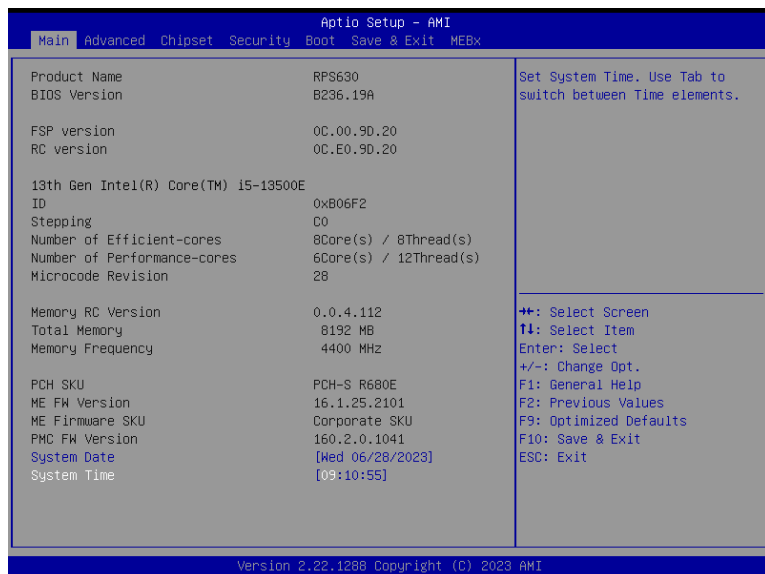 Aptio Setup – AMI
Main Advanced Chipset Security Boot Save & Exit MEBx
Product Name RPS630
BIOS Version B236.19A
FSP version 0C.00.9D.20
RC version 0C.E0.9D.20
13th Gen Intel(R) Core(TM) i5-13500E
ID 0xB06F2
Stepping C0
Number of Efficient-cores 8Core(s) / 8Thread(s)
Number of Performance-cores 6Core(s) / 12Thread(s)
Microcode Revision 28
Memory RC Version 0.0.4.112
Total Memory 8192 MB
Memory Frequency 4400 MHz
PCH SKU PCH-S R680E
ME FW Version 16.1.25.2101
ME Firmware SKU Corporate SKU
PMC FW Version 160.2.0.1041
System Date [Wed 06/28/2023]
System Time [09:10:55]
Set System Time. Use Tab to
switch between Time elements.
→←: Select Screen
↑↓: Select Item
Enter: Select
+/-: Change Opt.
F1: General Help
F2: Previous Values
F9: Optimized Defaults
F10: Save & Exit
ESC: Exit
Version 2.22.1288 Copyright (C) 2023 AMI